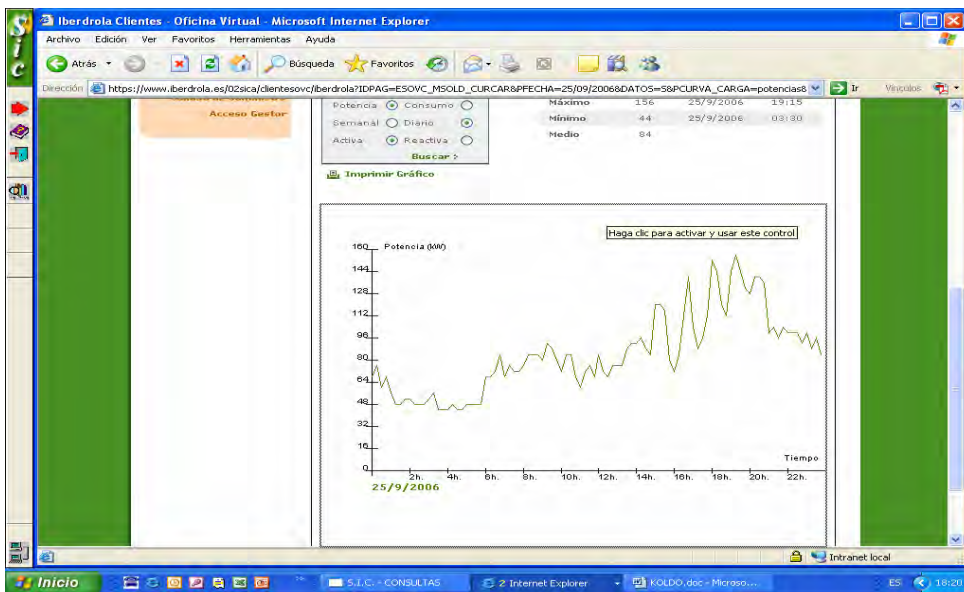 Sic
Iberdrola Clientes - Oficina Virtual - Microsoft Internet Explorer
Archivo Edición Ver Favoritos Herramientas Ayuda
Atrás Búsqueda Favoritos
Dirección https://www.iberdrola.es/02sica/clientesovc/iberdrola?IDPAG=ESOVC_MSOLD_CURCAR&PFECHA=25/09/2006&DATOS=S&PCURVA_CARGA=potencias& Ir Vínculos
Acceso Gestor
Potencia Consumo
Semanal Diario
Activa Reactiva
Buscar >
Máximo 156 25/9/2006 19:15
Mínimo 44 25/9/2006 03:30
Medio 84
Imprimir Gráfico
Haga clic para activar y usar este control
Potencia (kW)
160
144
128
112
96
80
64
48
32
16
0
Tiempo
2h. 4h. 6h. 8h. 10h. 12h. 14h. 16h. 18h. 20h. 22h.
25/9/2006
Intranet local
Inicio S.I.C. - CONSULTAS 2 Internet Explorer KOLDO.doc - Microso... ES 18:20